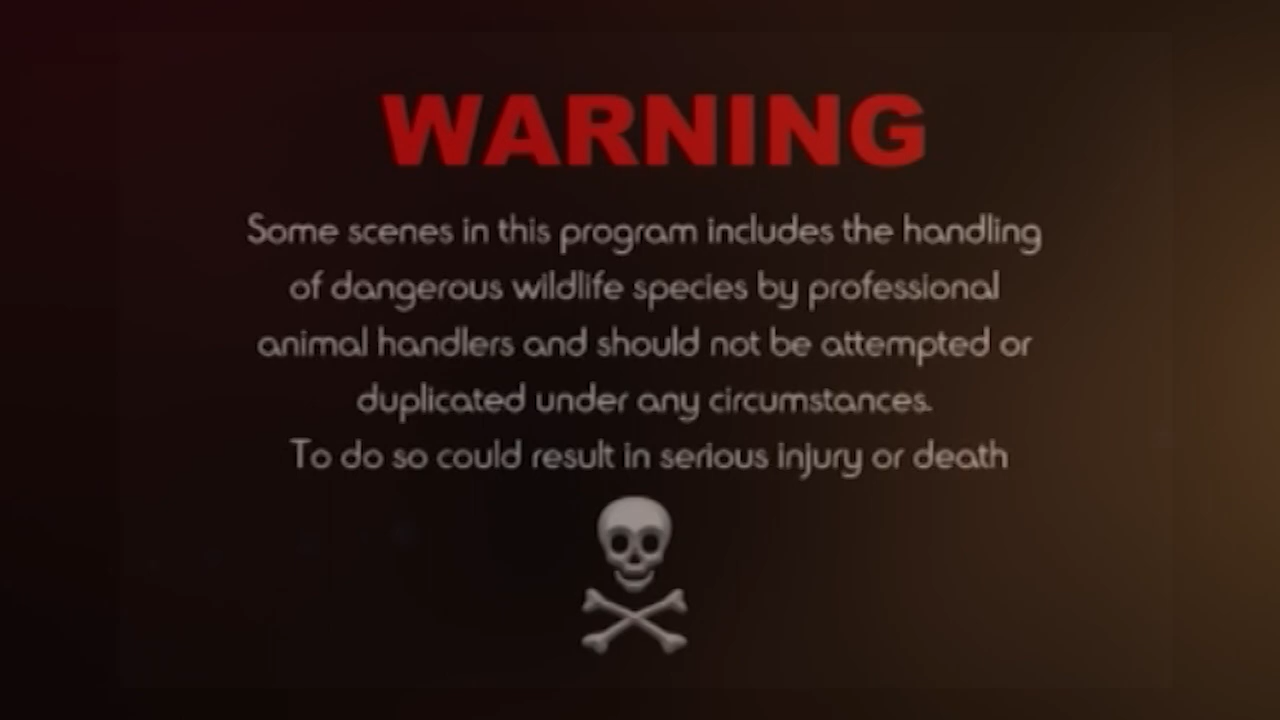 WARNING
Some scenes in this program includes the handling
of dangerous wildlife species by professional
animal handlers and should not be attempted or
duplicated under any circumstances.
To do so could result in serious injury or death